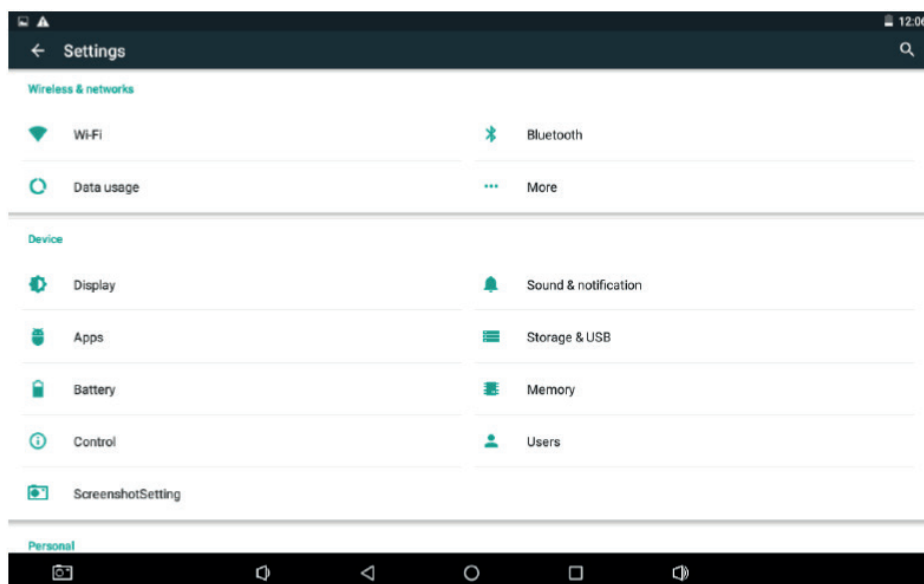 12:06
Settings
Wireless & networks
Wi-Fi
Bluetooth
Data usage
More
Device
Display
Sound & notification
Apps
Storage & USB
Battery
Memory
Control
Users
ScreenshotSetting
Personal